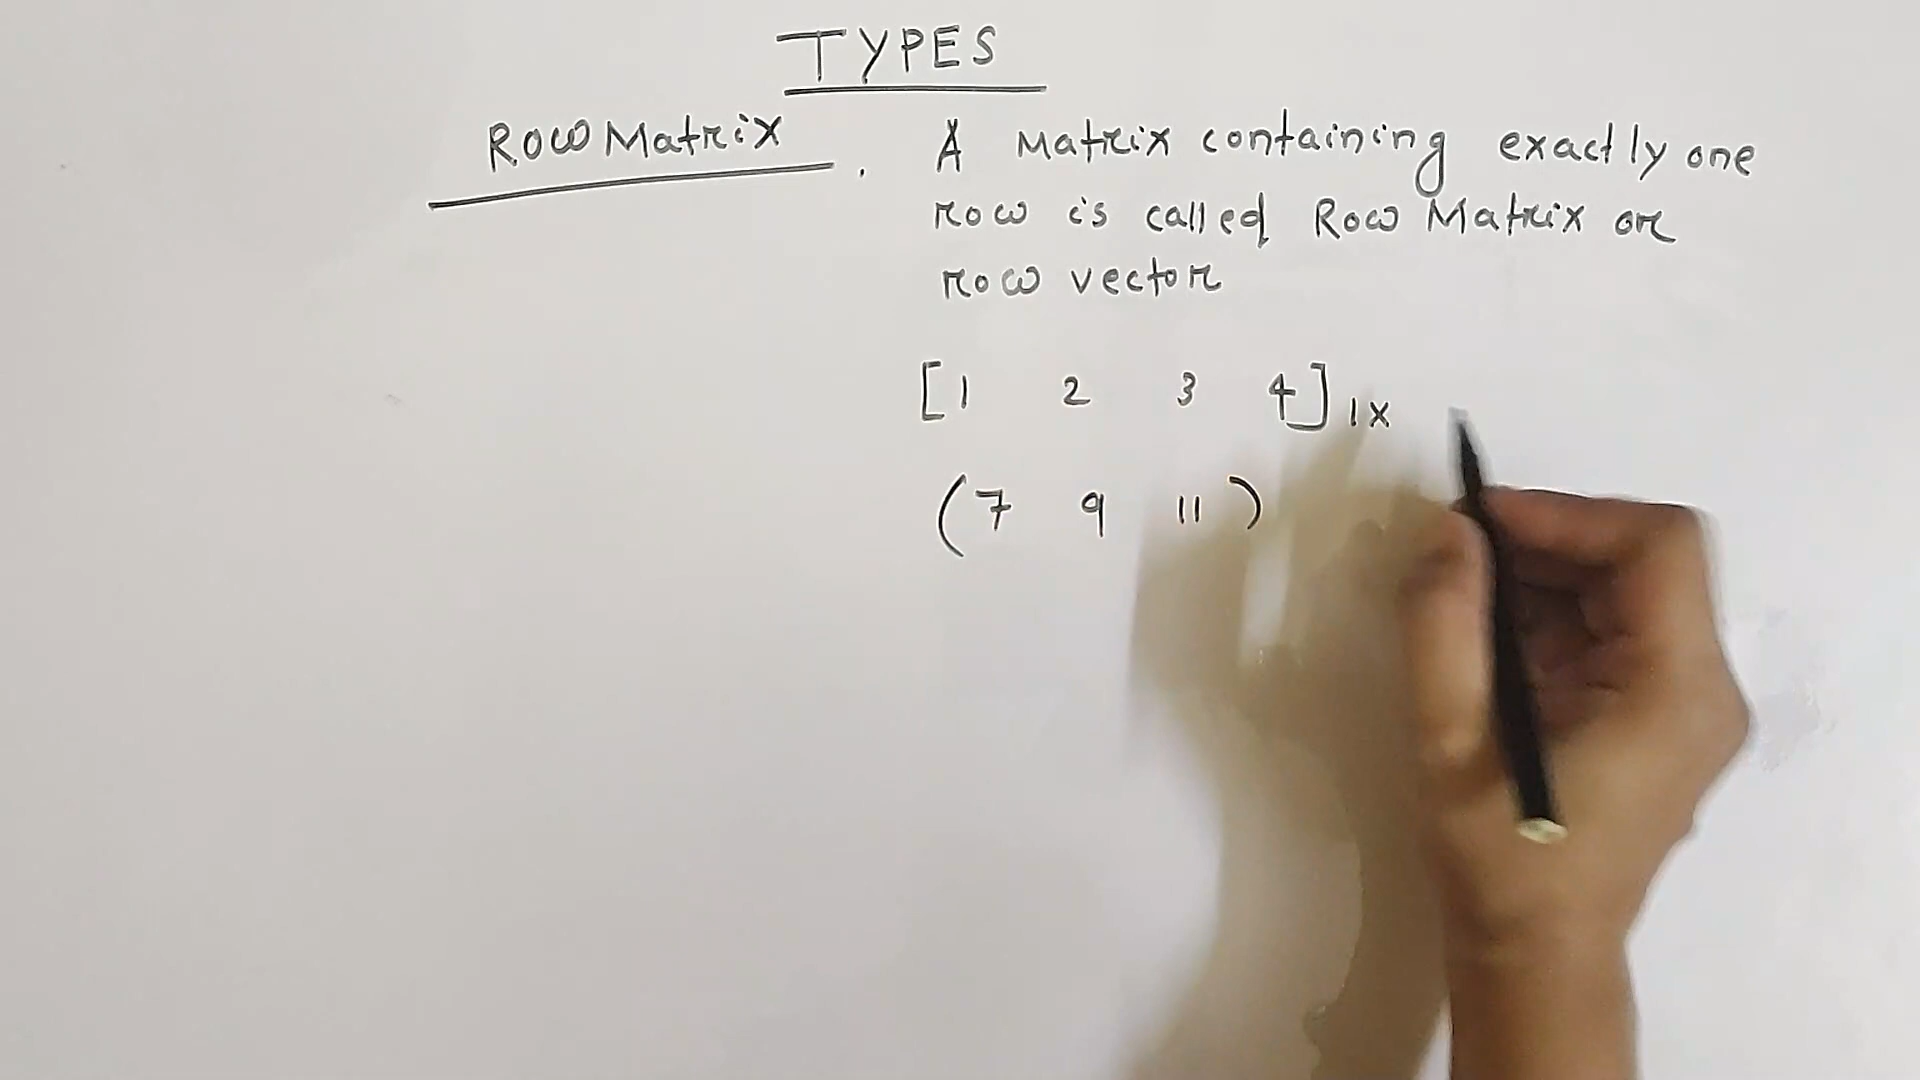 TYPES
Row Matrix . A Matrix containing exactly one
row is called Row Matrix or
row vector
[1 2 3 4] 1x
(7 9 11)